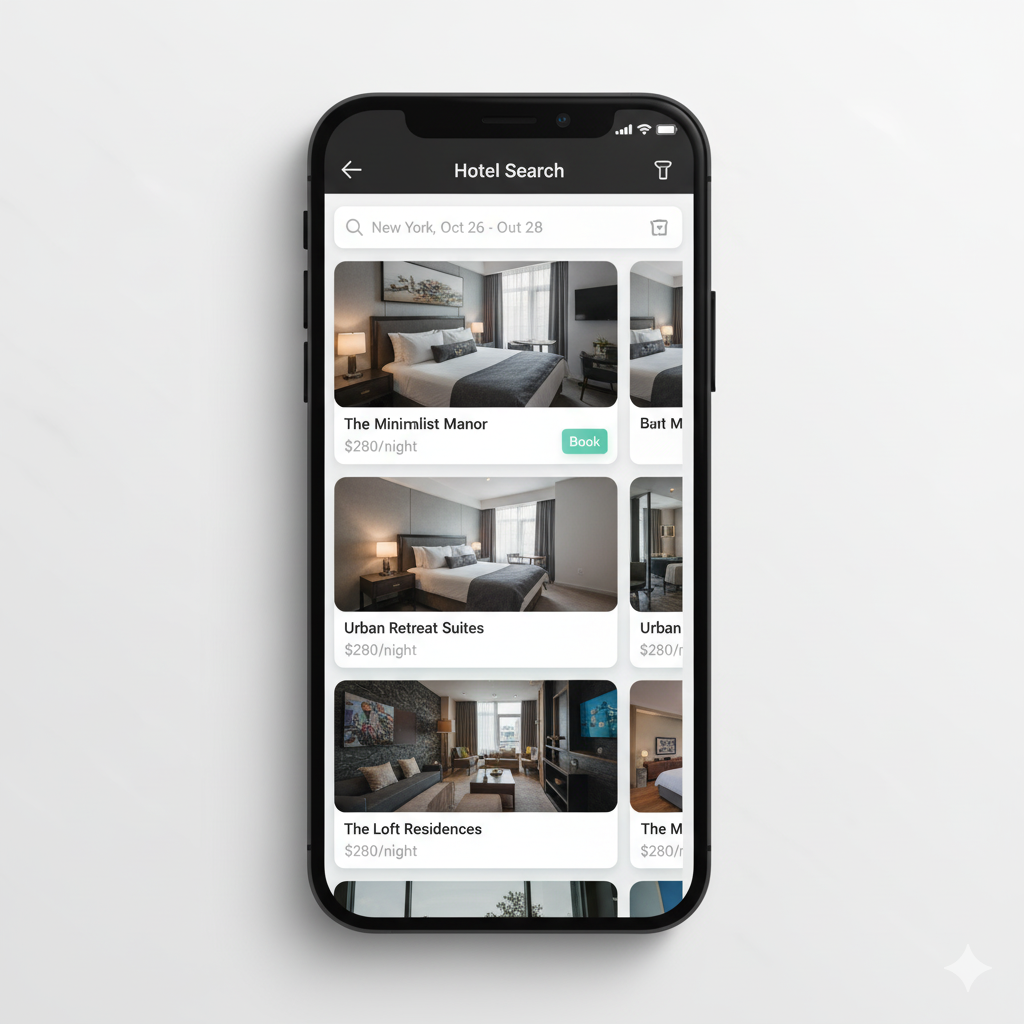 Hotel Search
New York, Oct 26 - Out 28
The Minimlist Manor
$280/night
Book
Bart M
Urban Retreat Suites
$280/night
Urban
$280/r
The Loft Residences
$280/night
The M
$280/r